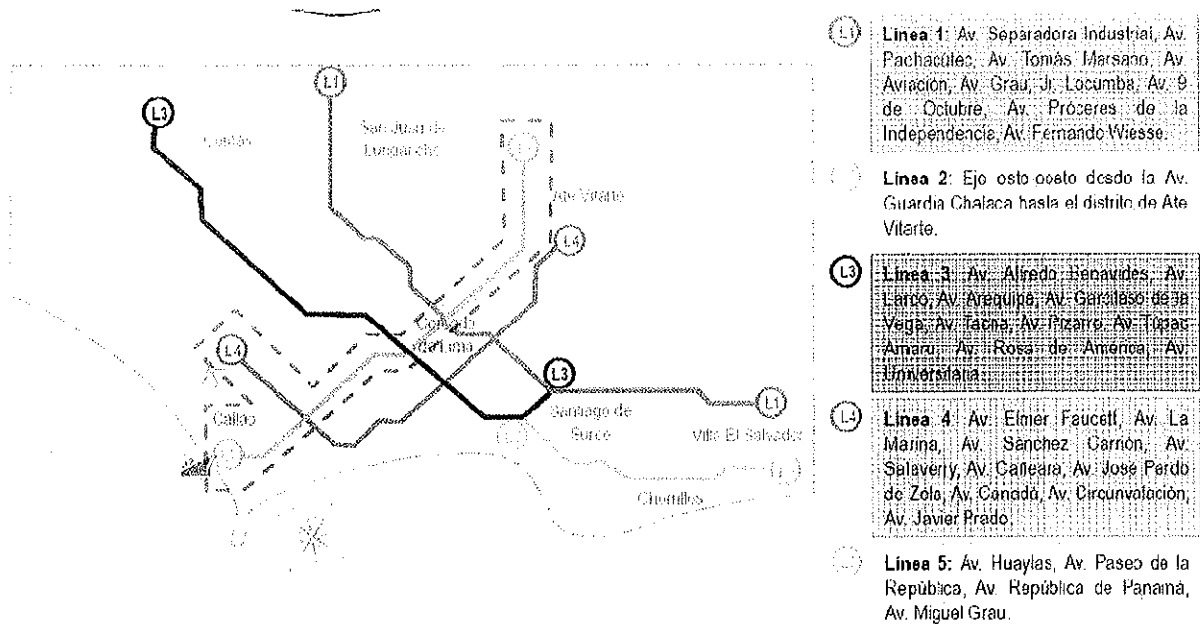 L1
L3
San Juan de
Lurigancho
Comas
Ate Vitarte
L4
L4
L3
de Lima
Callao
Santiago de
Surco
L1
Villa El Salvador
Chorrillos
L1
Línea 1: Av. Separadora Industrial, Av.
Pachacútec, Av. Tomás Marsano, Av.
Aviación, Av. Grau, Jr. Locumba, Av. 9
de Octubre, Av. Próceres de la
Independencia, Av. Fernando Wiesse.
Línea 2: Eje este-oeste desde la Av.
Guardia Chalaca hasta el distrito de Ate
Vitarte.
L3
Línea 3: Av. Alfredo Benavides, Av.
Larco, Av. Arequipa, Av. Garcilaso de la
Vega, Av. Tacna, Av. Pizarro, Av. Túpac
Amaru, Av. Rosa de América, Av.
Universitaria.
L4
Línea 4: Av. Elmer Faucett, Av. La
Marina, Av. Sánchez Carrión, Av.
Salaverry, Av. Cañeara, Av. José Pardo
de Zela, Av. Canadá, Av. Circunvalación,
Av. Javier Prado.
Línea 5: Av. Huaylas, Av. Paseo de la
República, Av. República de Panamá,
Av. Miguel Grau.